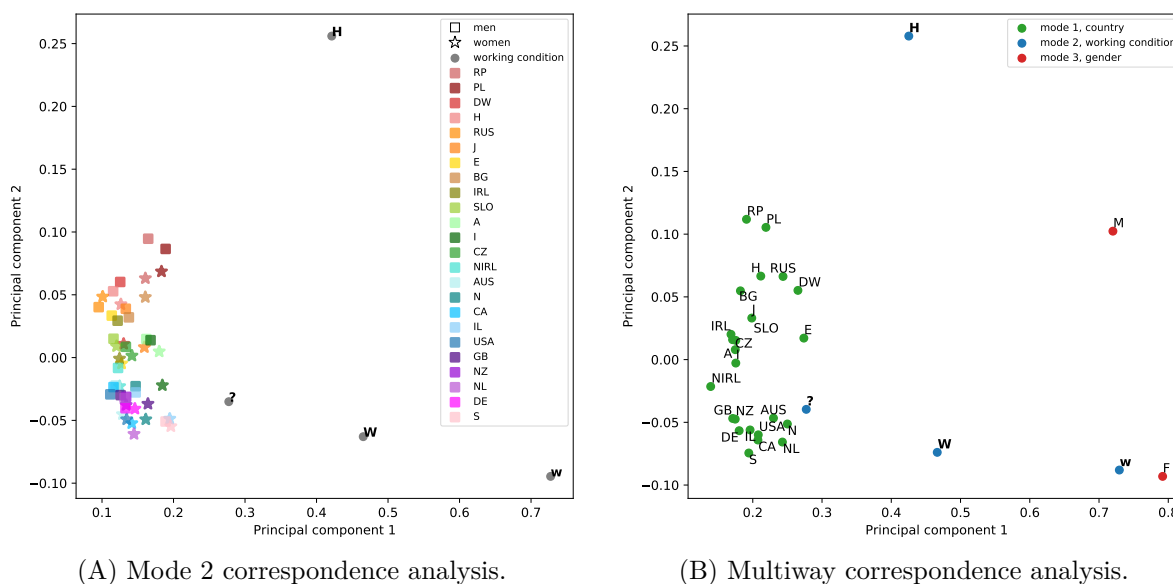 H
men
women
working condition
RP
PL
DW
H
RUS
J
E
BG
IRL
SLO
A
I
CZ
NIRL
AUS
N
CA
IL
USA
GB
NZ
NL
DE
S
?
W
w
0.25
0.20
0.15
0.10
0.05
0.00
−0.05
−0.10
Principal component 2
0.1 0.2 0.3 0.4 0.5 0.6 0.7
Principal component 1
(A) Mode 2 correspondence analysis.
H
mode 1, country
mode 2, working condition
mode 3, gender
M
RP
PL
H
RUS
DW
BG
J
SLO
IRL
E
CZ
A
I
NIRL
?
GB
NZ
AUS
USA
N
DE
IL
CA
NL
S
W
w
F
0.25
0.20
0.15
0.10
0.05
0.00
−0.05
−0.10
Principal component 2
0.2 0.3 0.4 0.5 0.6 0.7 0.8
Principal component 1
(B) Multiway correspondence analysis.